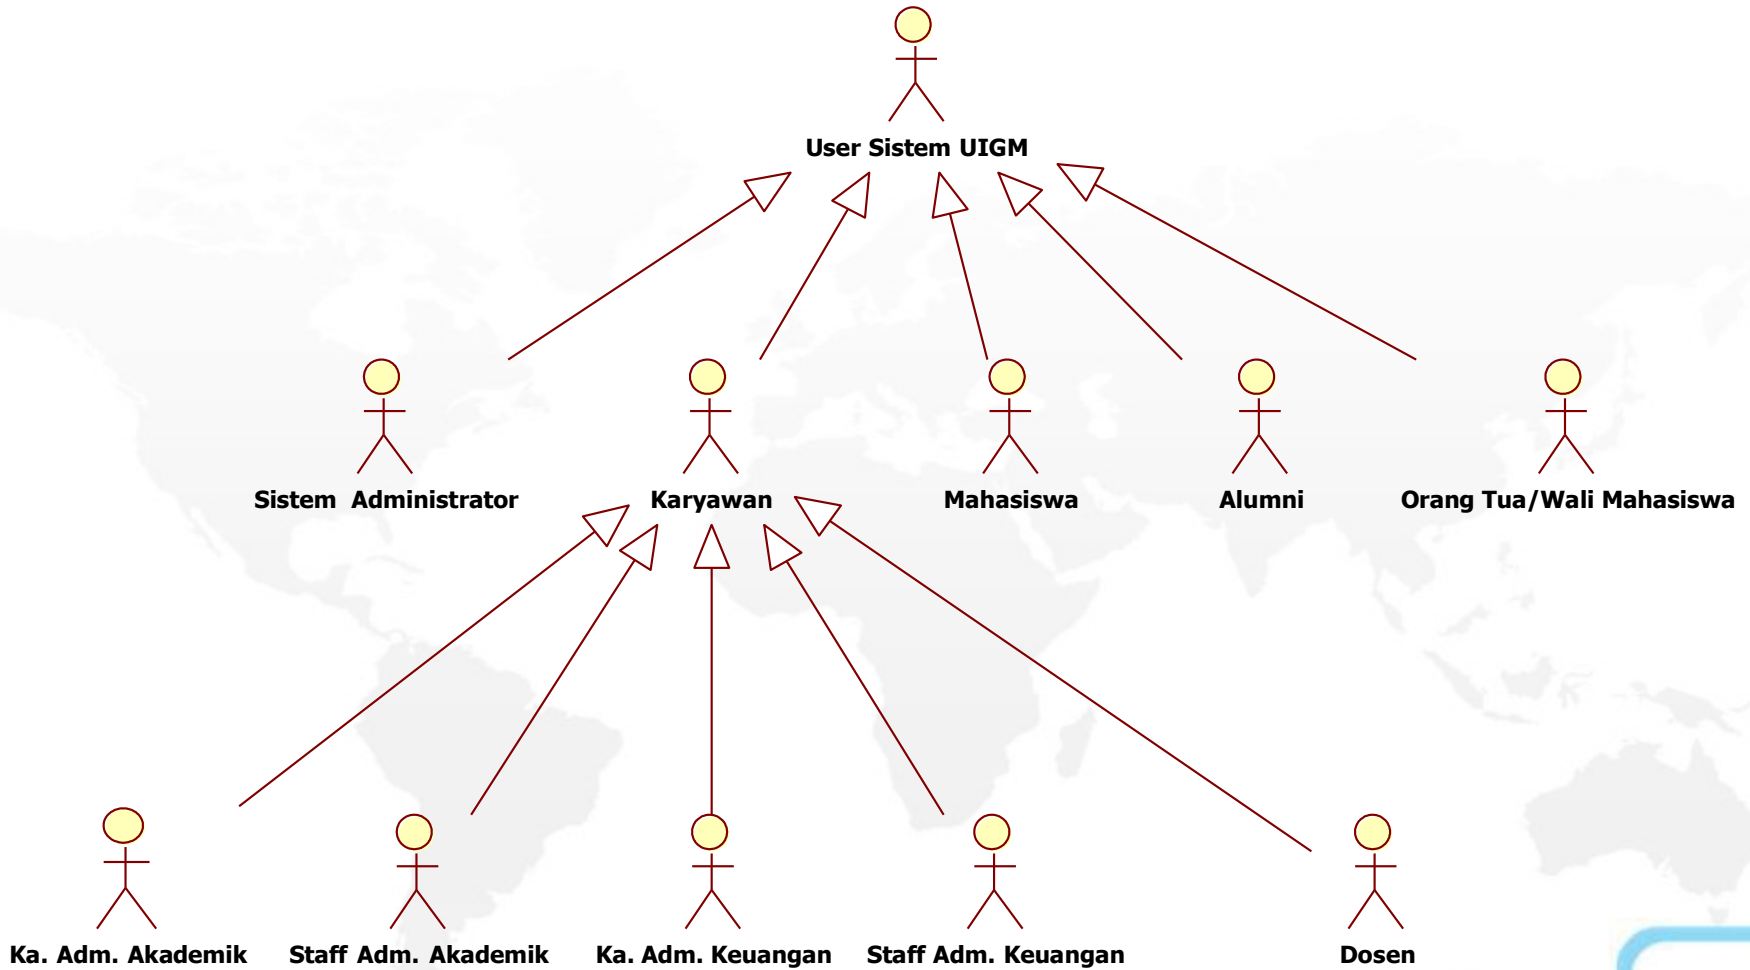 User Sistem UIGM
Sistem Administrator
Karyawan
Mahasiswa
Alumni
Orang Tua/Wali Mahasiswa
Ka. Adm. Akademik
Staff Adm. Akademik
Ka. Adm. Keuangan
Staff Adm. Keuangan
Dosen